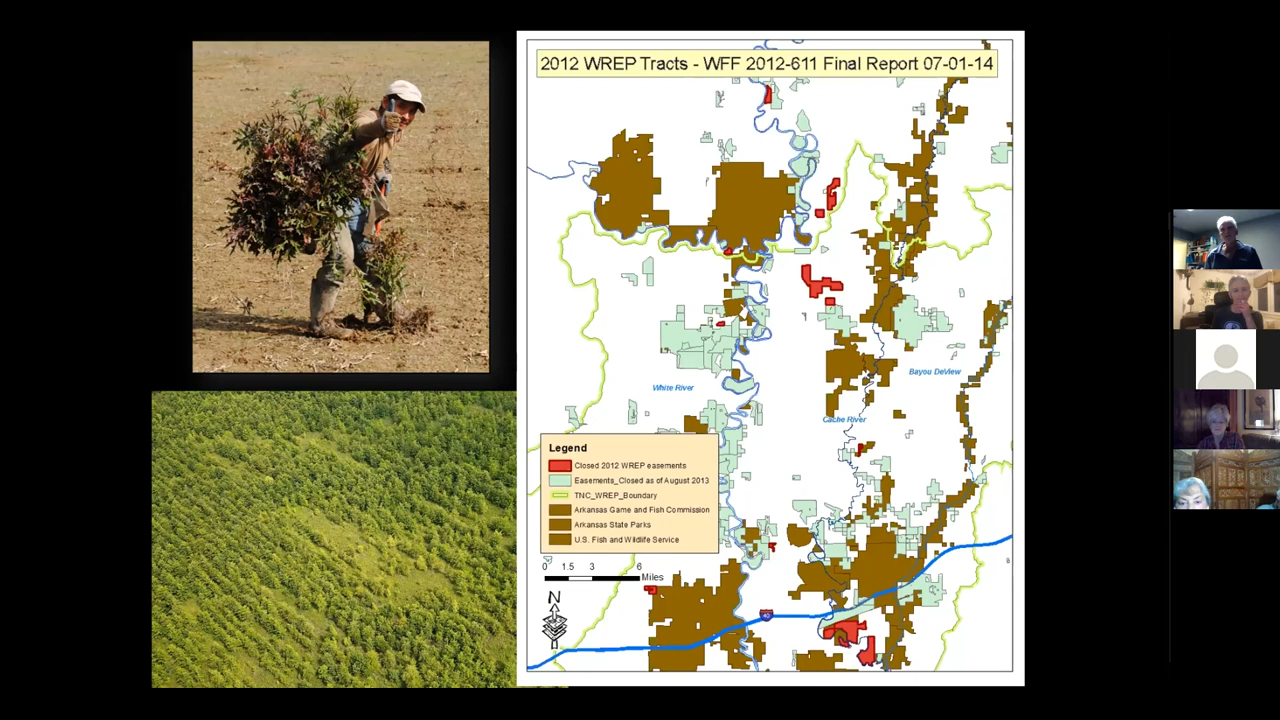 2012 WREP Tracts - WFF 2012-611 Final Report 07-01-14
Bayou DeView
White River
Cache River
Legend
Closed 2012 WREP easements
Easements_Closed as of August 2013
TNC_WREP_Boundary
Arkansas Game and Fish Commission
Arkansas State Parks
U.S. Fish and Wildlife Service
0 1.5 3 6
Miles
N